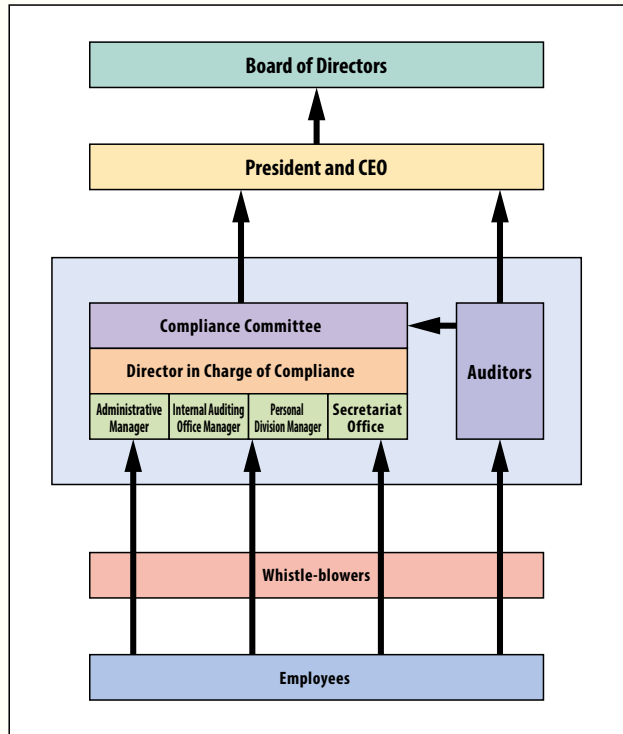 Board of Directors
President and CEO
Compliance Committee
Director in Charge of Compliance
Auditors
Administrative
Manager
Internal Auditing
Office Manager
Personal
Division Manager
Secretariat
Office
Whistle-blowers
Employees